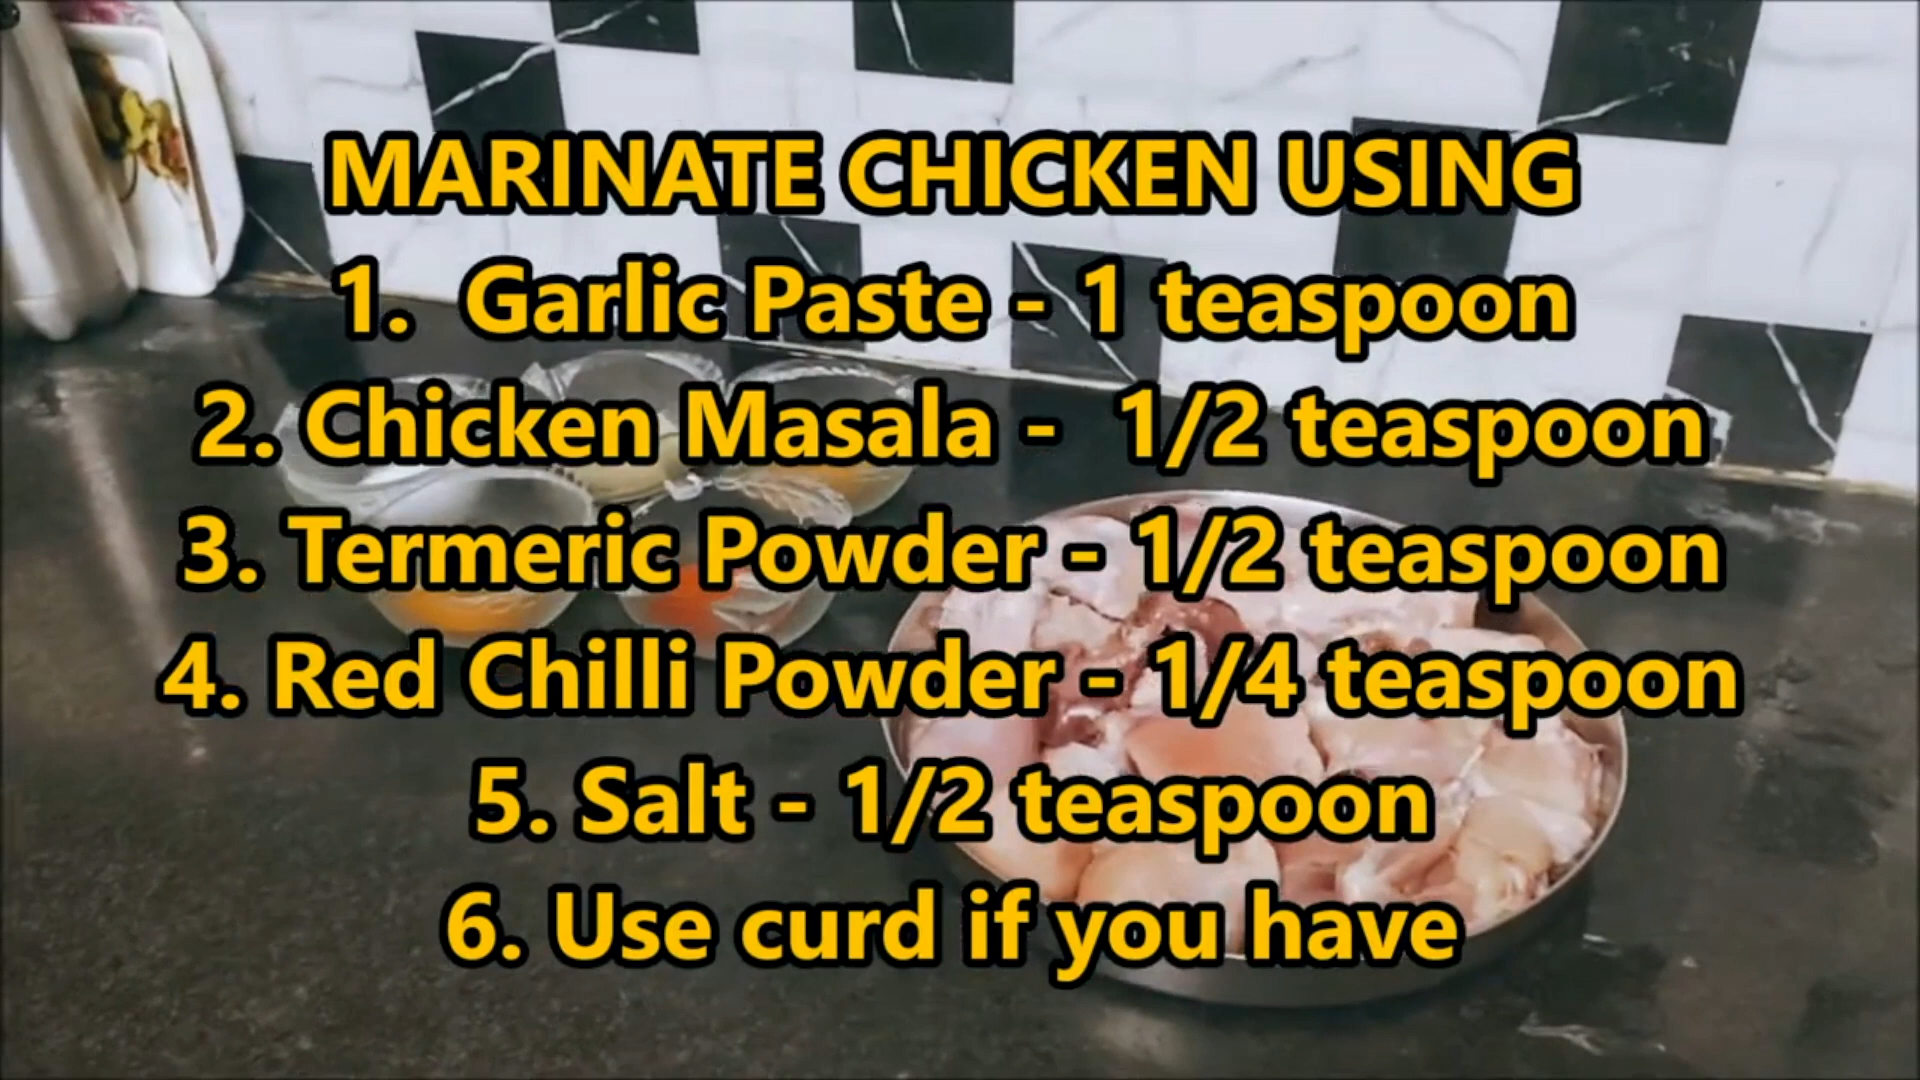 MARINATE CHICKEN USING
1. Garlic Paste - 1 teaspoon
2. Chicken Masala - 1/2 teaspoon
3. Termeric Powder - 1/2 teaspoon
4. Red Chilli Powder - 1/4 teaspoon
5. Salt - 1/2 teaspoon
6. Use curd if you have